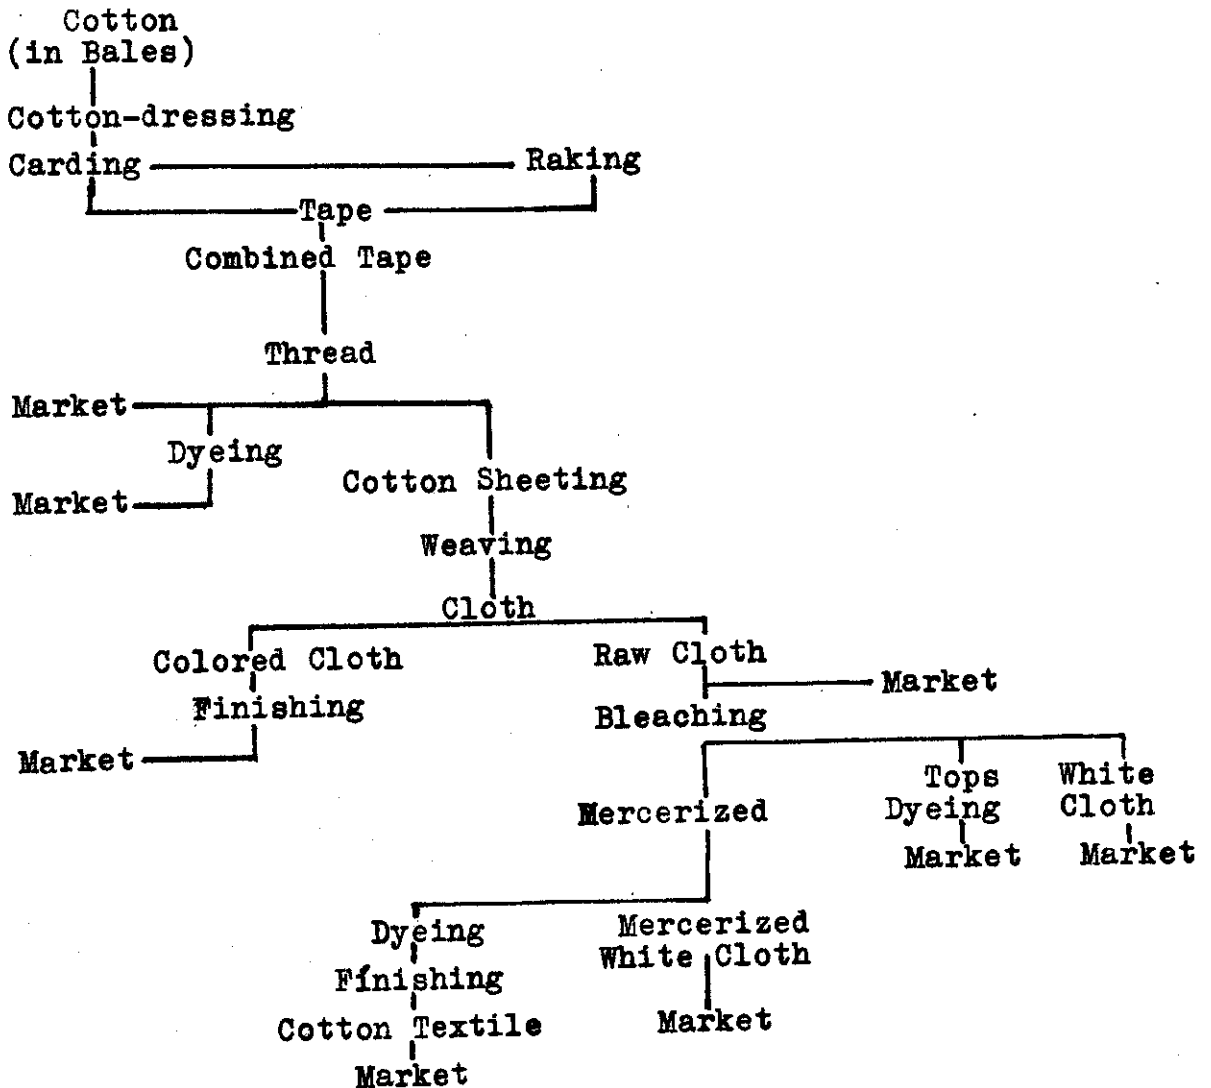 Cotton
(in Bales)
Cotton-dressing
Carding Raking
Tape
Combined Tape
Thread
Market
Dyeing
Cotton Sheeting
Market
Weaving
Cloth
Colored Cloth Raw Cloth
Market
Finishing Bleaching
Market
Tops White
Mercerized Dyeing Cloth
Market Market
Dyeing Mercerized
White Cloth
Finishing
Cotton Textile Market
Market